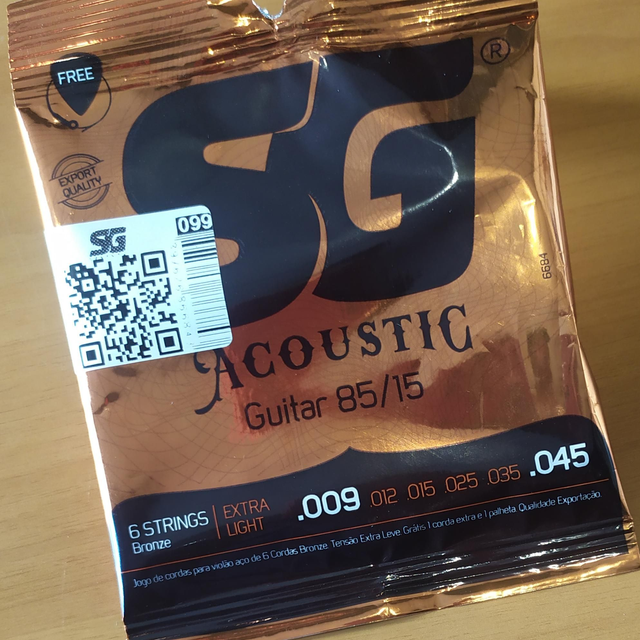 FREE
SG
®
EXPORT
QUALITY
SG
099
6684
ACOUSTIC
Guitar 85/15
6 STRINGS
Bronze
EXTRA
LIGHT
.009 .012 .015 .025 .035 .045
Jogo de cordas para violão aço de 6 Cordas Bronze. Tensão Extra Leve. Grátis 1 corda extra e 1 palheta. Qualidade Exportação.